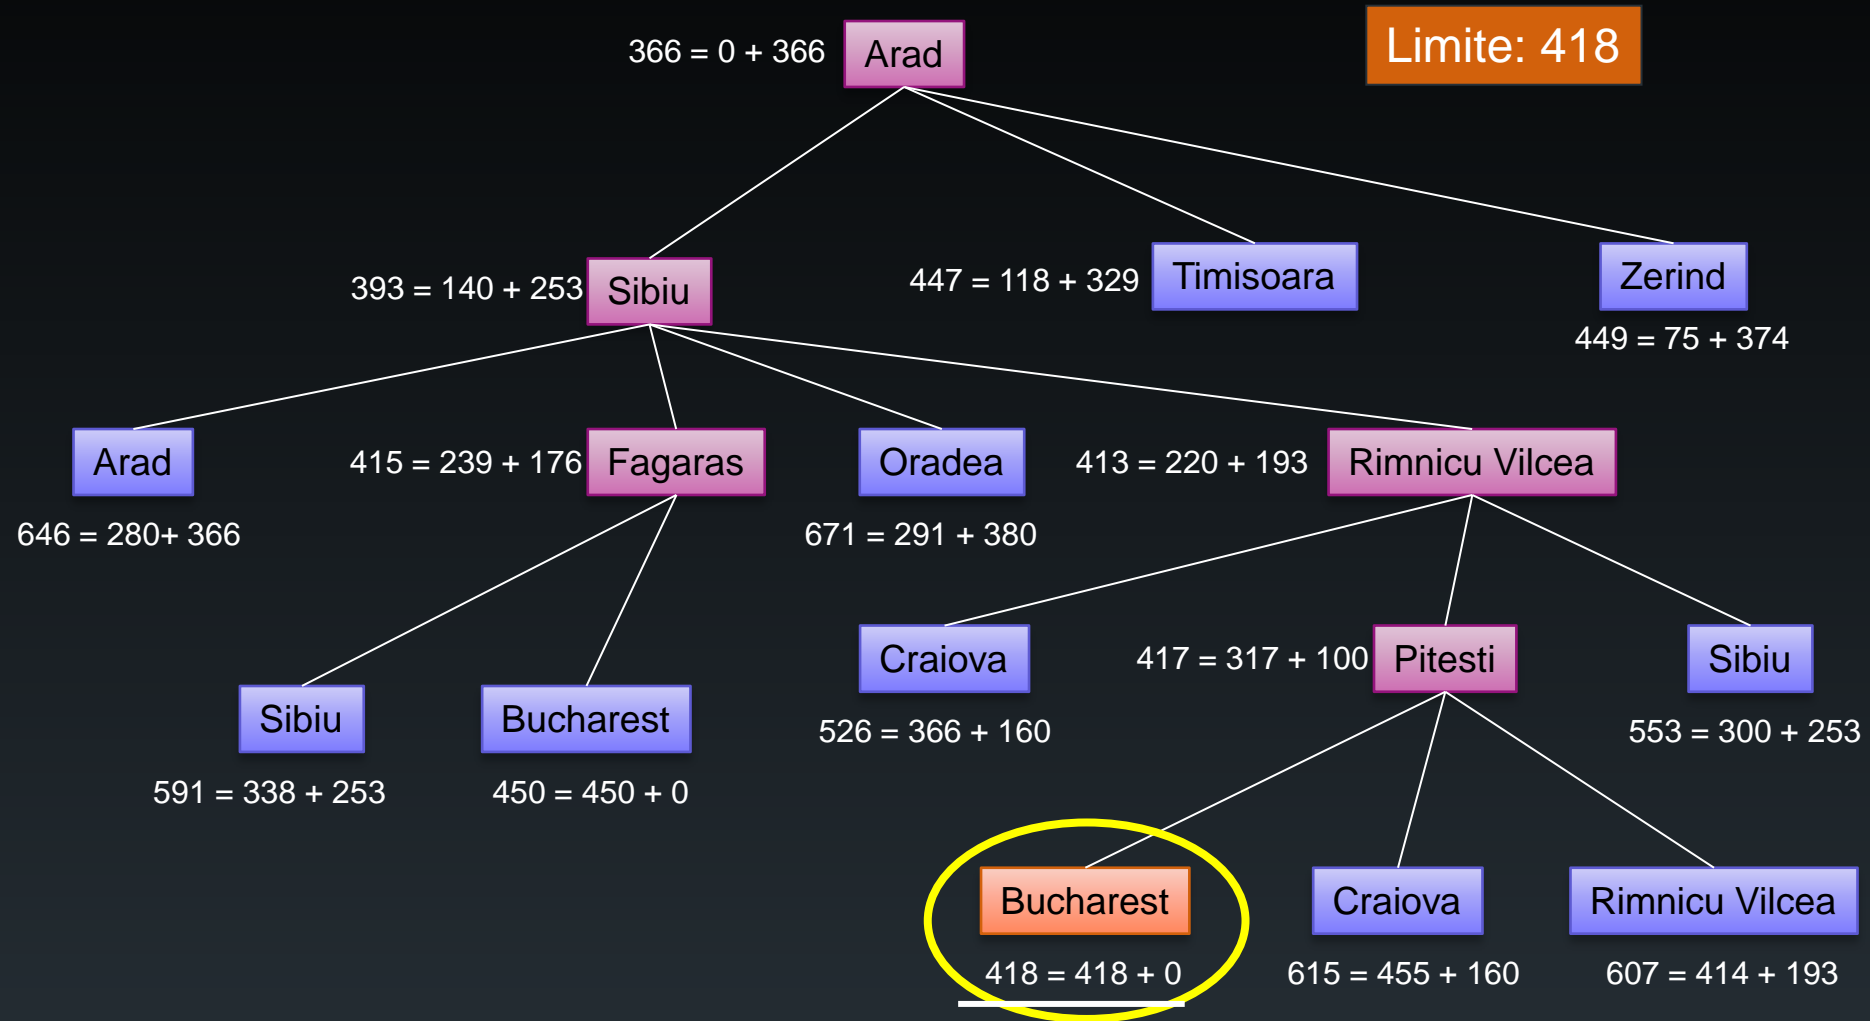 366 = 0 + 366
Arad
Limite: 418
393 = 140 + 253
Sibiu
447 = 118 + 329
Timisoara
Zerind
449 = 75 + 374
Arad
415 = 239 + 176
Fagaras
Oradea
413 = 220 + 193
Rimnicu Vilcea
646 = 280+ 366
671 = 291 + 380
Craiova
417 = 317 + 100
Pitesti
Sibiu
Sibiu
Bucharest
526 = 366 + 160
553 = 300 + 253
591 = 338 + 253
450 = 450 + 0
Bucharest
Craiova
Rimnicu Vilcea
418 = 418 + 0
615 = 455 + 160
607 = 414 + 193